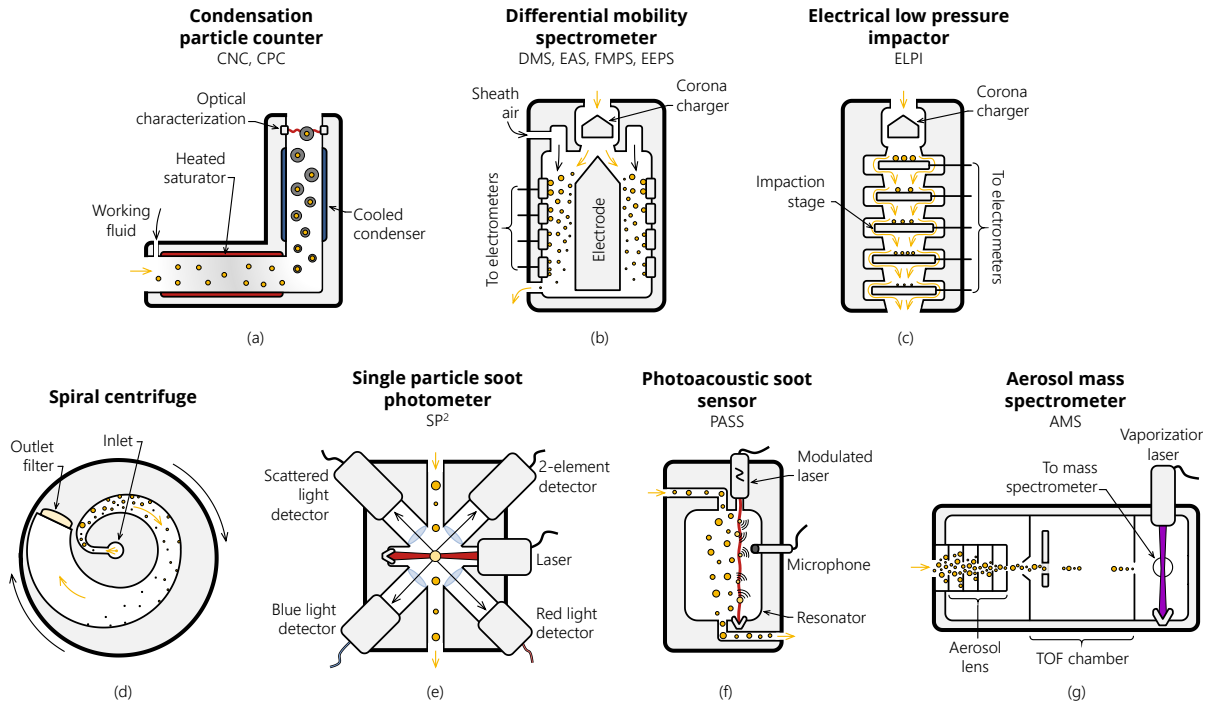 Condensation
particle counter
CNC, CPC
Optical
characterization
Heated
saturator
Working
fluid
Cooled
condenser
(a)
Differential mobility
spectrometer
DMS, EAS, FMPS, EEPS
Sheath
air
Corona
charger
To electrometers
Electrode
(b)
Electrical low pressure
impactor
ELPI
Corona
charger
Impaction
stage
To electrometers
(c)
Spiral centrifuge
Outlet
filter
Inlet
(d)
Single particle soot
photometer
SP²
Scattered
light
detector
2-element
detector
Laser
Blue light
detector
Red light
detector
(e)
Photoacoustic soot
sensor
PASS
Modulated
laser
Microphone
Resonator
(f)
Aerosol mass
spectrometer
AMS
Vaporizatior
laser
To mass
spectrometer
Aerosol
lens
TOF chamber
(g)